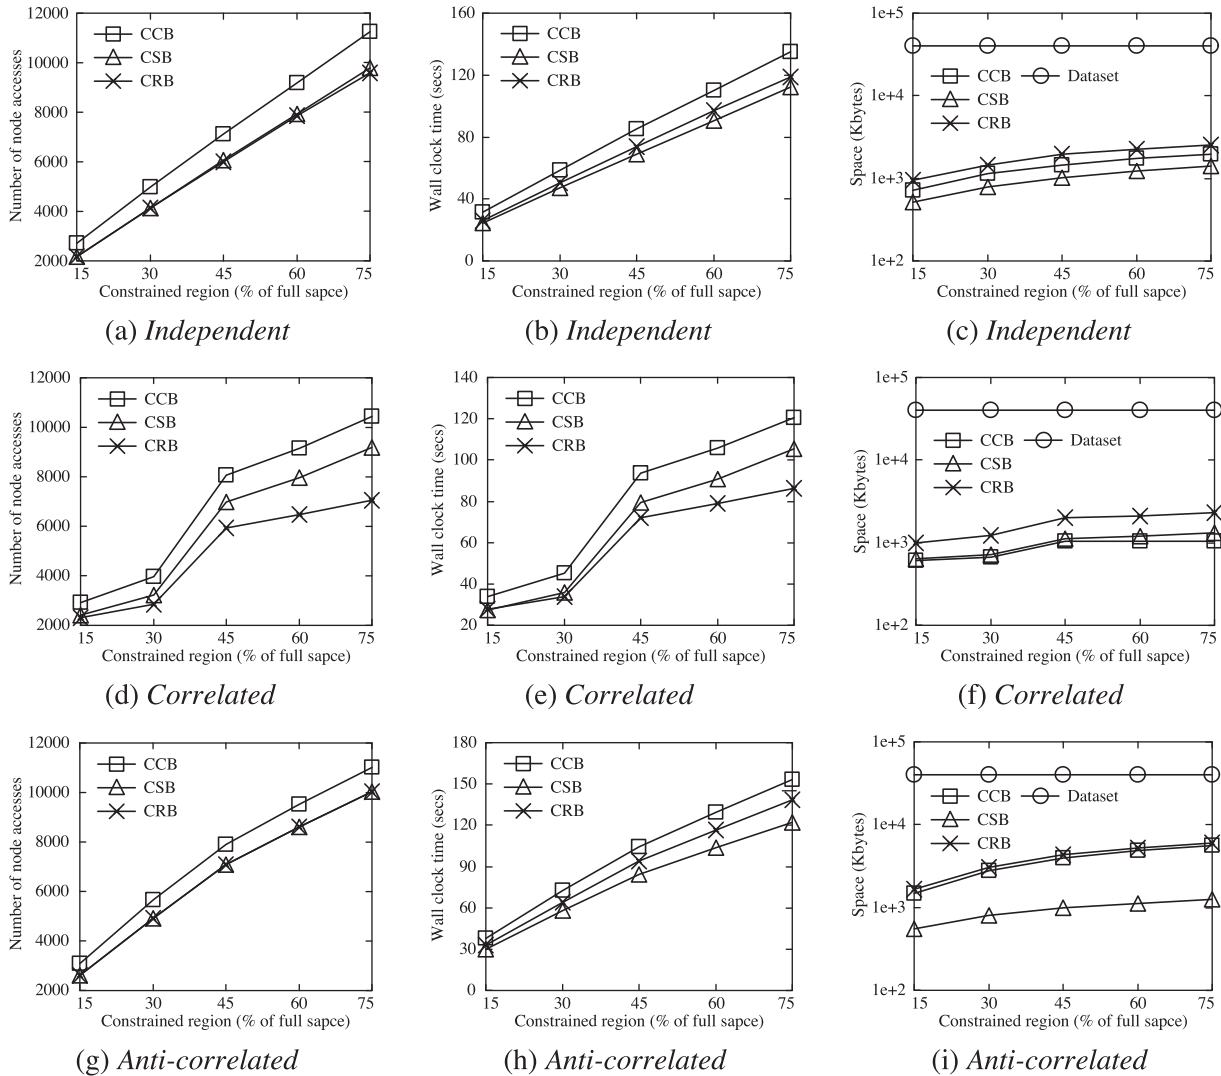 12000
10000
8000
6000
4000
2000
Number of node accesses
CCB
CSB
CRB
15 30 45 60 75
Constrained region (% of full sapce)
(a) Independent
160
120
80
40
0
Wall clock time (secs)
CCB
CSB
CRB
15 30 45 60 75
Constrained region (% of full sapce)
(b) Independent
1e+5
1e+4
1e+3
1e+2
Space (Kbytes)
CCB Dataset
CSB
CRB
15 30 45 60 75
Constrained region (% of full sapce)
(c) Independent
12000
10000
8000
6000
4000
2000
Number of node accesses
CCB
CSB
CRB
15 30 45 60 75
Constrained region (% of full sapce)
(d) Correlated
140
120
100
80
60
40
20
Wall clock time (secs)
CCB
CSB
CRB
15 30 45 60 75
Constrained region (% of full sapce)
(e) Correlated
1e+5
1e+4
1e+3
1e+2
Space (Kbytes)
CCB Dataset
CSB
CRB
15 30 45 60 75
Constrained region (% of full sapce)
(f) Correlated
12000
10000
8000
6000
4000
2000
Number of node accesses
CCB
CSB
CRB
15 30 45 60 75
Constrained region (% of full sapce)
(g) Anti-correlated
180
150
120
90
60
30
0
Wall clock time (secs)
CCB
CSB
CRB
15 30 45 60 75
Constrained region (% of full sapce)
(h) Anti-correlated
1e+5
1e+4
1e+3
1e+2
Space (Kbytes)
CCB Dataset
CSB
CRB
15 30 45 60 75
Constrained region (% of full sapce)
(i) Anti-correlated